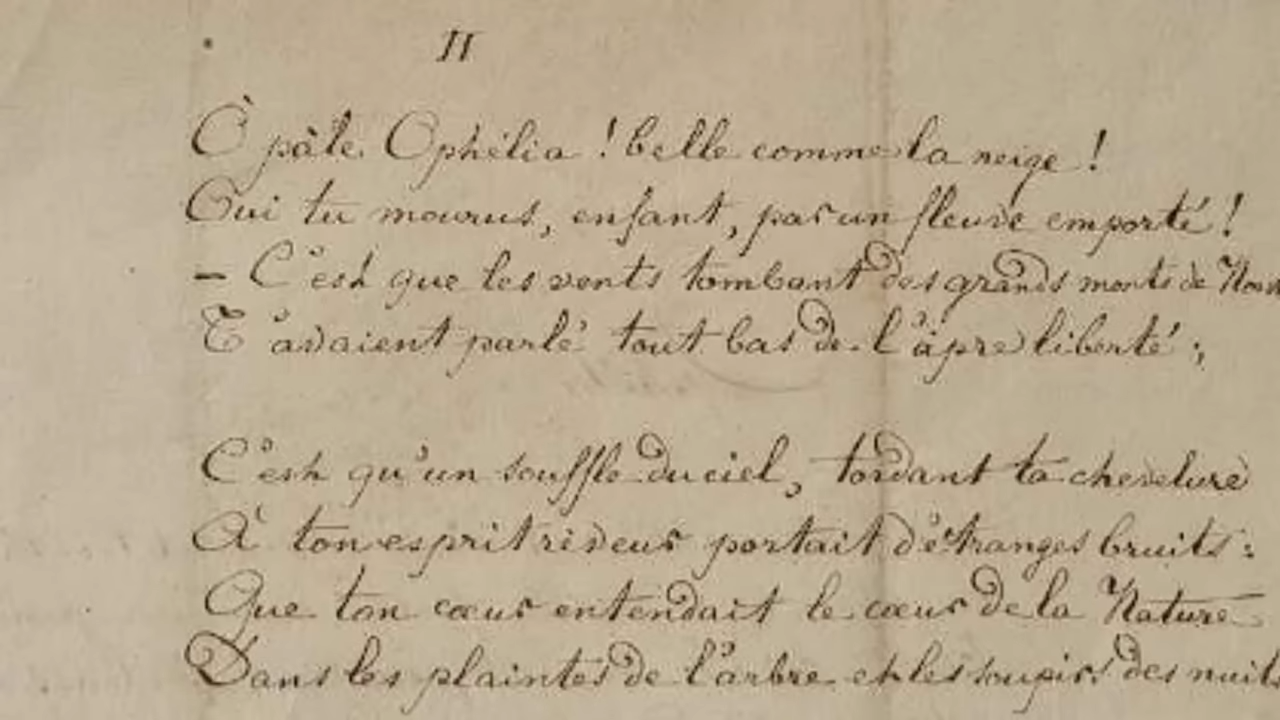 II
Ô pâle Ophélia ! belle comme la neige !
Oui tu mourus, enfant, par un fleuve emporté !
– C'est que les vents tombant des grands monts de
T'avaient parlé tout bas de l'âpre liberté ;
C'est qu'un souffle du ciel, tordant ta chevelure
À ton esprit rêveur portait d'étranges bruits :
Que ton cœur entendait le cœur de la Nature
Dans les plaintes de l'arbre et les soupirs des nuits